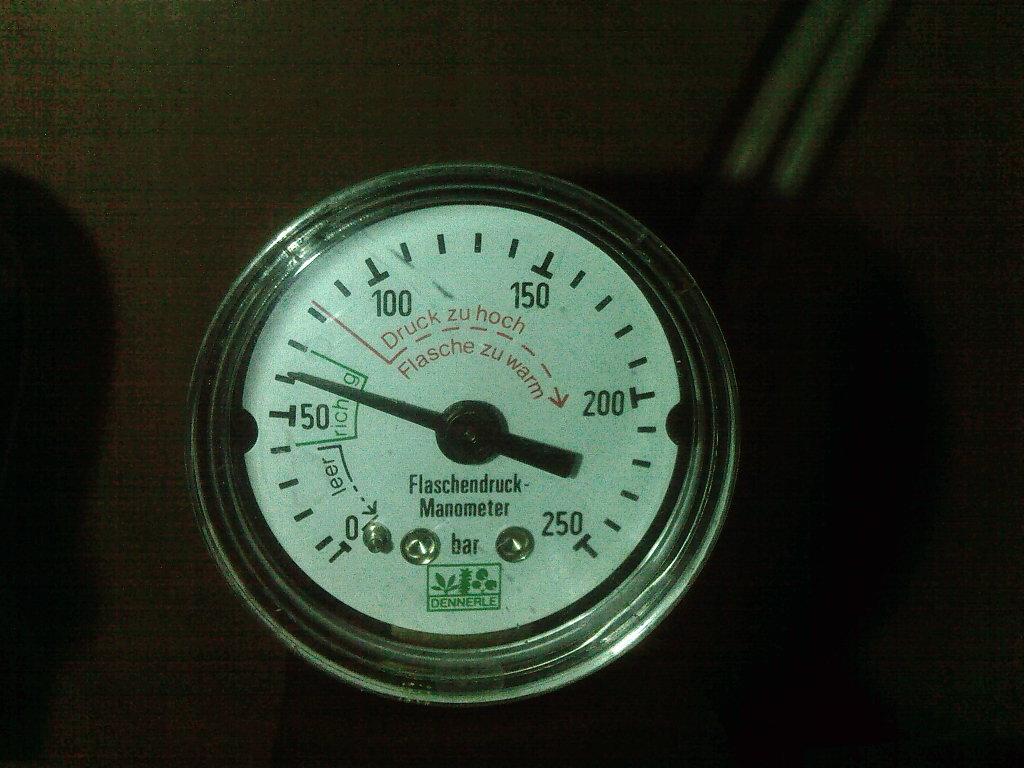 100
150
Druck zu hoch
Flasche zu warm
50
richtig
200
leer
0
Flaschendruck-
Manometer
bar
250
DENNERLE